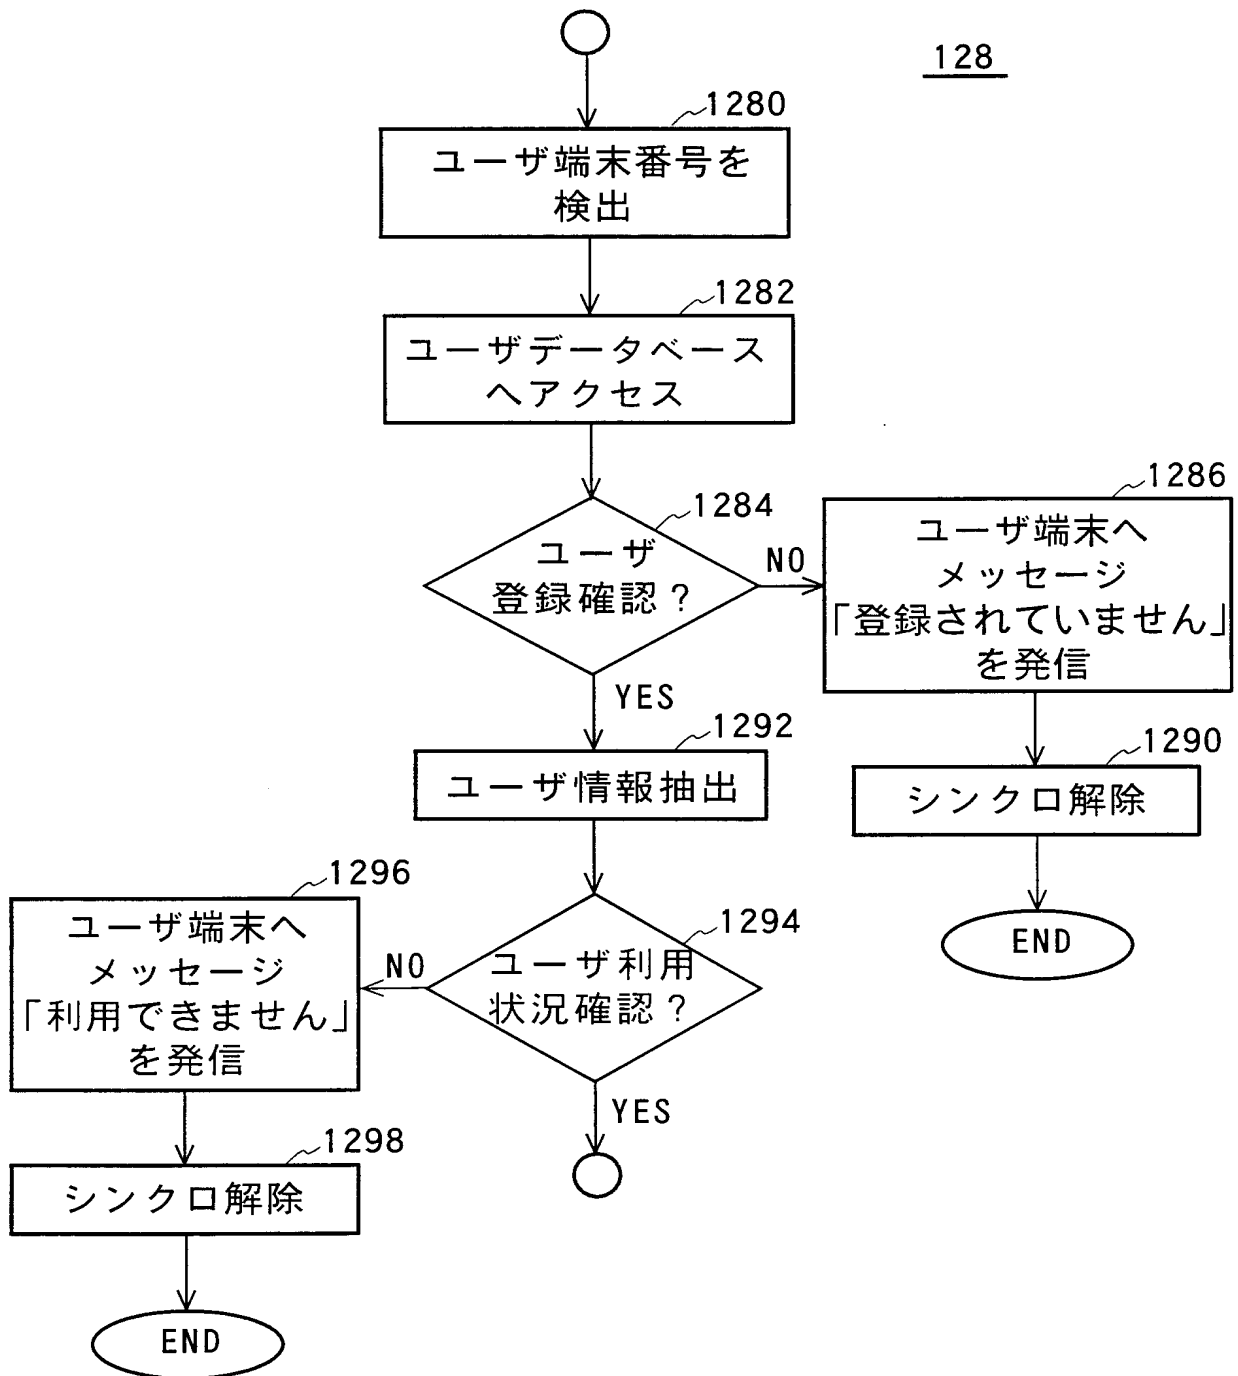 128
1280
ユーザ端末番号を
検出
1282
ユーザデータベース
へアクセス
1284
ユーザ
登録確認?
NO
1286
ユーザ端末へ
メッセージ
「登録されていません」
を発信
1290
シンクロ解除
END
YES
1292
ユーザ情報抽出
1294
ユーザ利用
状況確認?
NO
1296
ユーザ端末へ
メッセージ
「利用できません」
を発信
1298
シンクロ解除
END
YES